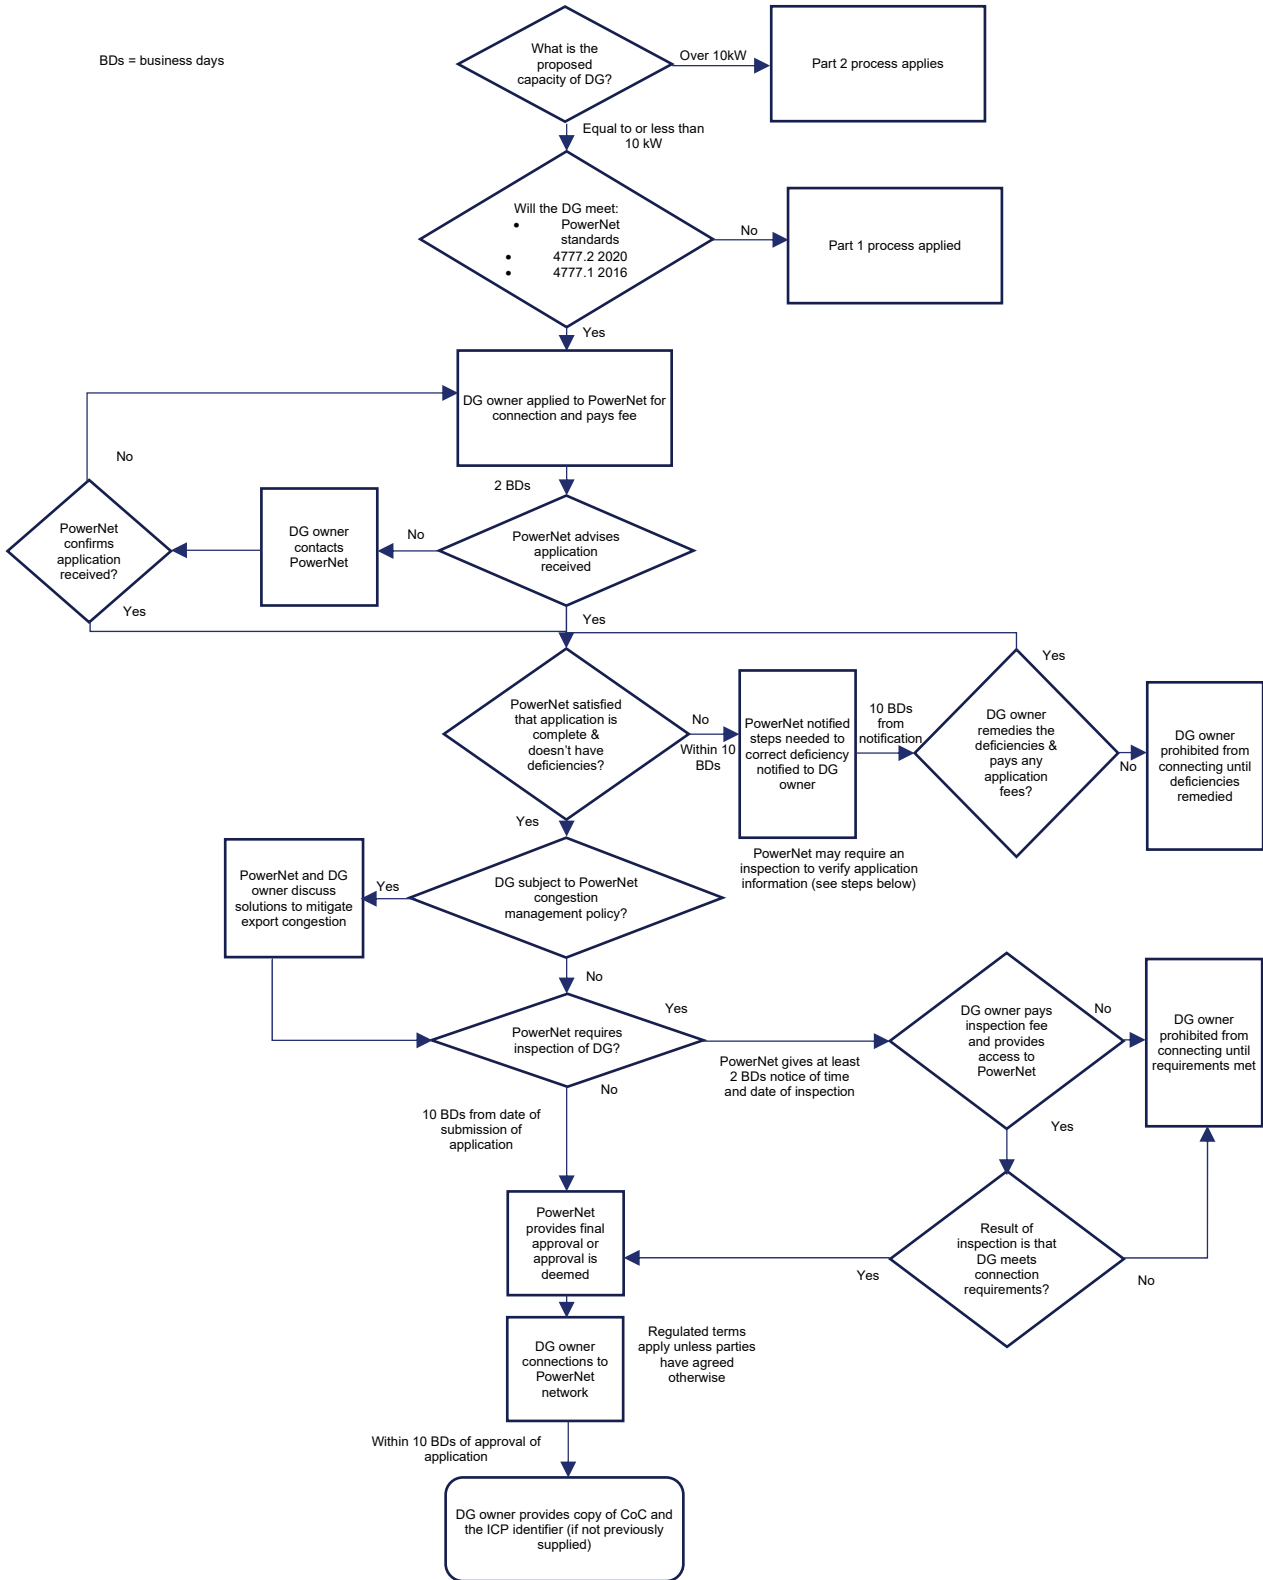 BDs = business days
What is the
proposed
capacity of DG?
Over 10kW
Part 2 process applies
Equal to or less than
10 kW
Will the DG meet:
• PowerNet
standards
• 4777.2 2020
• 4777.1 2016
No
Part 1 process applied
Yes
DG owner applied to PowerNet for
connection and pays fee
No
2 BDs
PowerNet
confirms
application
received?
DG owner
contacts
PowerNet
No
PowerNet advises
application
received
Yes
Yes
Yes
PowerNet satisfied
that application is
complete &
doesn't have
deficiencies?
No
Within 10
BDs
PowerNet notified
steps needed to
correct deficiency
notified to DG
owner
10 BDs
from
notification
DG owner
remedies the
deficiencies &
pays any
application
fees?
No
DG owner
prohibited from
connecting until
deficiencies
remedied
Yes
PowerNet may require an
inspection to verify application
information (see steps below)
PowerNet and DG
owner discuss
solutions to mitigate
export congestion
Yes
DG subject to PowerNet
congestion
management policy?
No
PowerNet requires
inspection of DG?
Yes
PowerNet gives at least
2 BDs notice of time
and date of inspection
DG owner pays
inspection fee
and provides
access to
PowerNet
No
DG owner
prohibited from
connecting until
requirements met
No
10 BDs from date of
submission of
application
Yes
PowerNet
provides final
approval or
approval is
deemed
Yes
Result of
inspection is that
DG meets
connection
requirements?
No
DG owner
connections to
PowerNet
network
Regulated terms
apply unless parties
have agreed
otherwise
Within 10 BDs of approval of
application
DG owner provides copy of CoC and
the ICP identifier (if not previously
supplied)